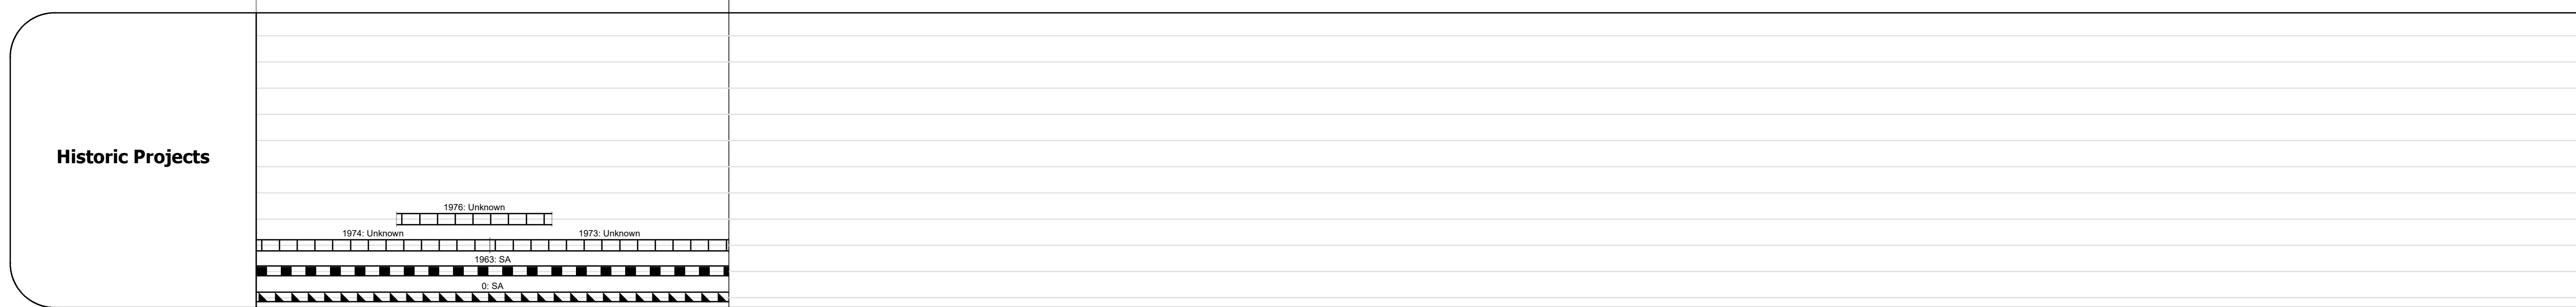 Historic Projects
1976: Unknown
1974: Unknown
1973: Unknown
1963: SA
0: SA